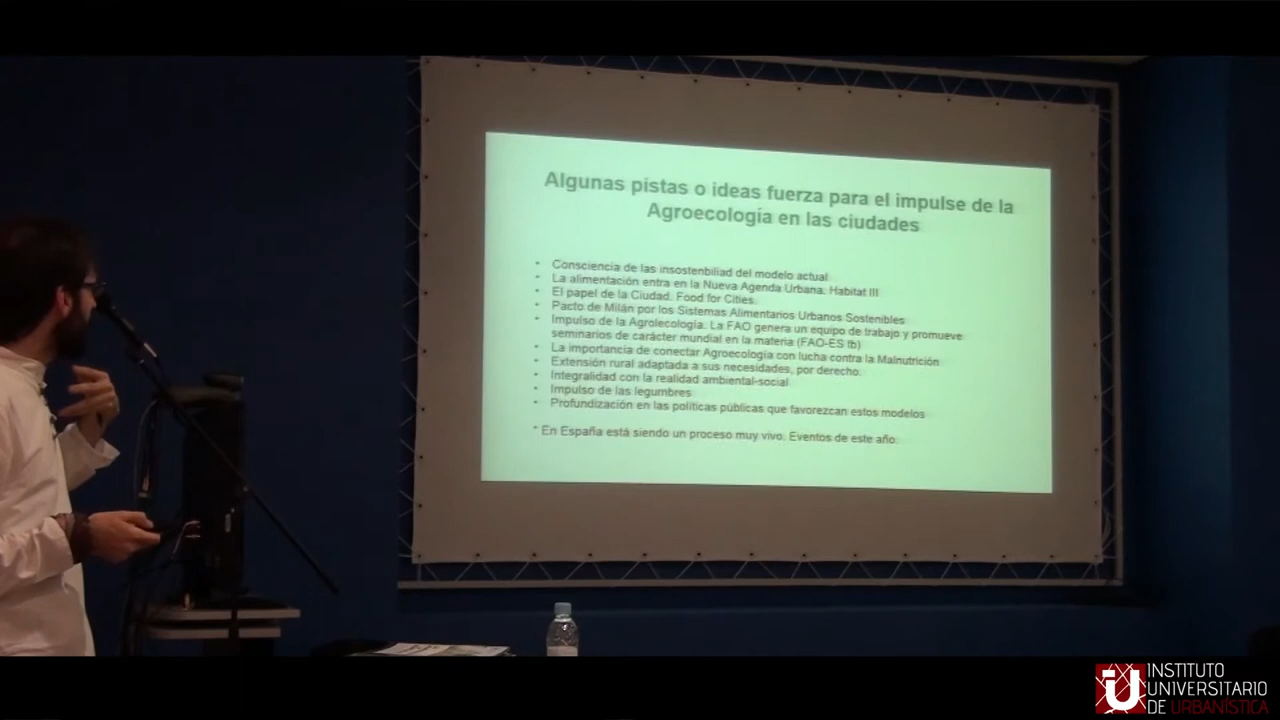 Algunas pistas o ideas fuerza para el impulse de la
Agroecología en las ciudades
• Consciencia de las insostenbiliad del modelo actual
• La alimentación entra en la Nueva Agenda Urbana. Habitat III
• El papel de la Ciudad. Food for Cities.
• Pacto de Milán por los Sistemas Alimentarios Urbanos Sostenibles
• Impulso de la Agrolecología. La FAO genera un equipo de trabajo y promueve
seminarios de carácter mundial en la materia (FAO-ES fb)
• La importancia de conectar Agroecología con lucha contra la Malnutrición
• Extensión rural adaptada a sus necesidades, por derecho.
• Integralidad con la realidad ambiental-social
• Impulso de las legumbres
• Profundización en las políticas públicas que favorezcan estos modelos
* En España está siendo un proceso muy vivo. Eventos de este año.
INSTITUTO
UNIVERSITARIO
DE URBANÍSTICA